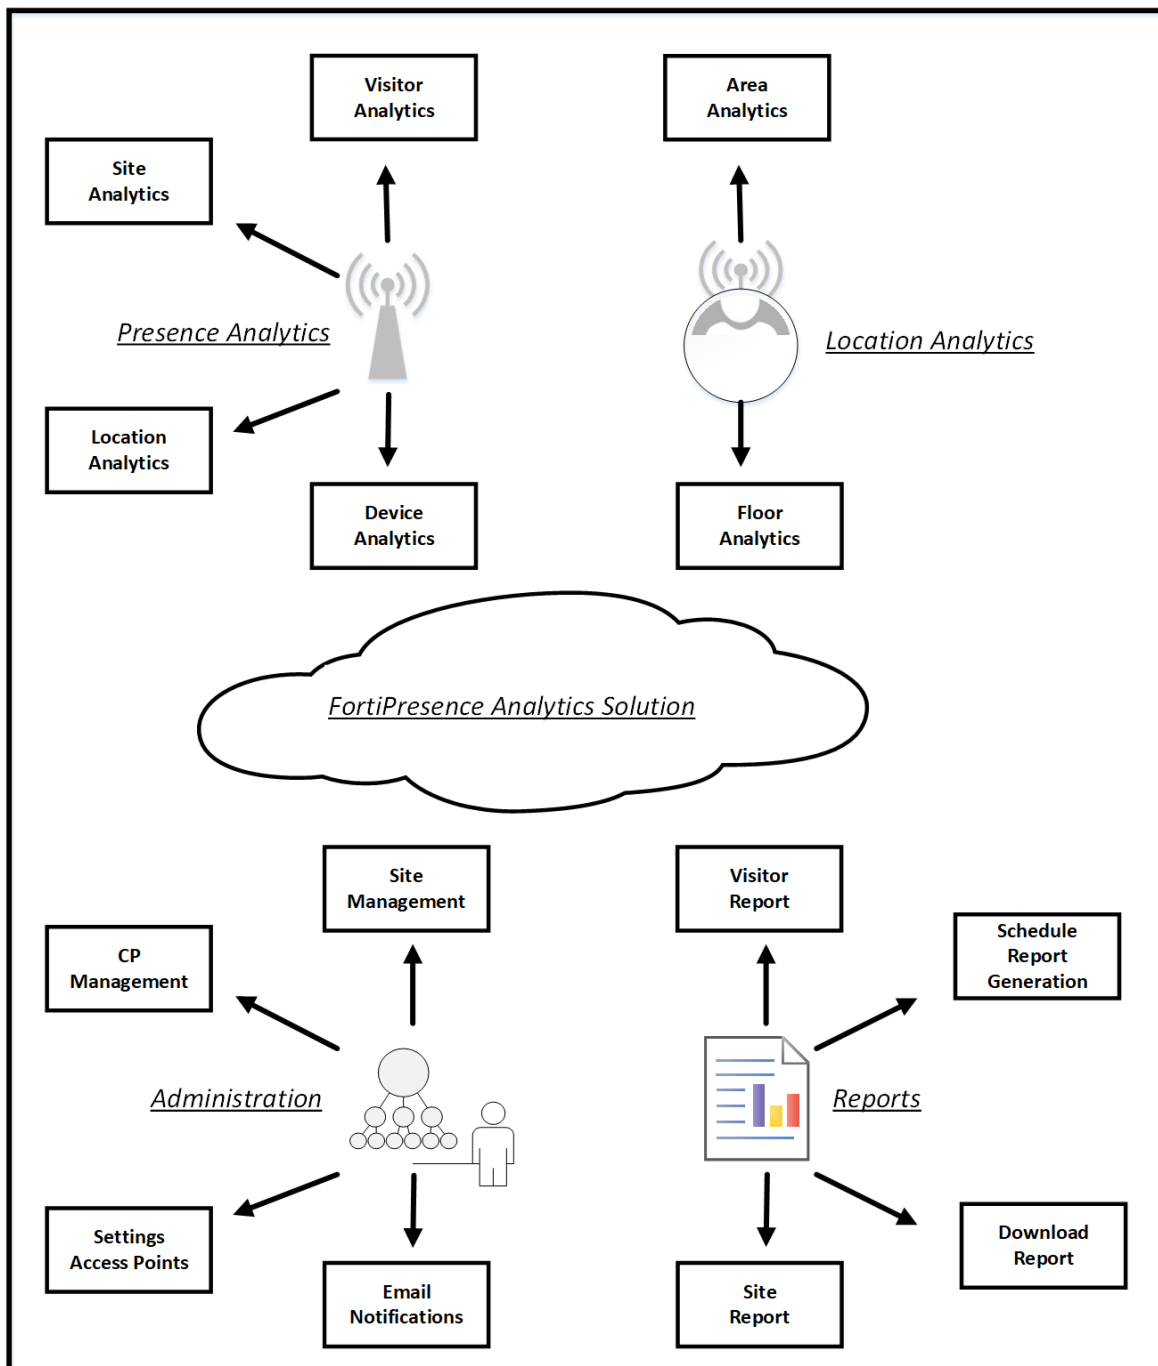 Visitor
Analytics
Area
Analytics
Site
Analytics
Presence Analytics
Location Analytics
Location
Analytics
Device
Analytics
Floor
Analytics
FortiPresence Analytics Solution
Site
Management
Visitor
Report
CP
Management
Schedule
Report
Generation
Administration
Reports
Settings
Access Points
Download
Report
Email
Notifications
Site
Report